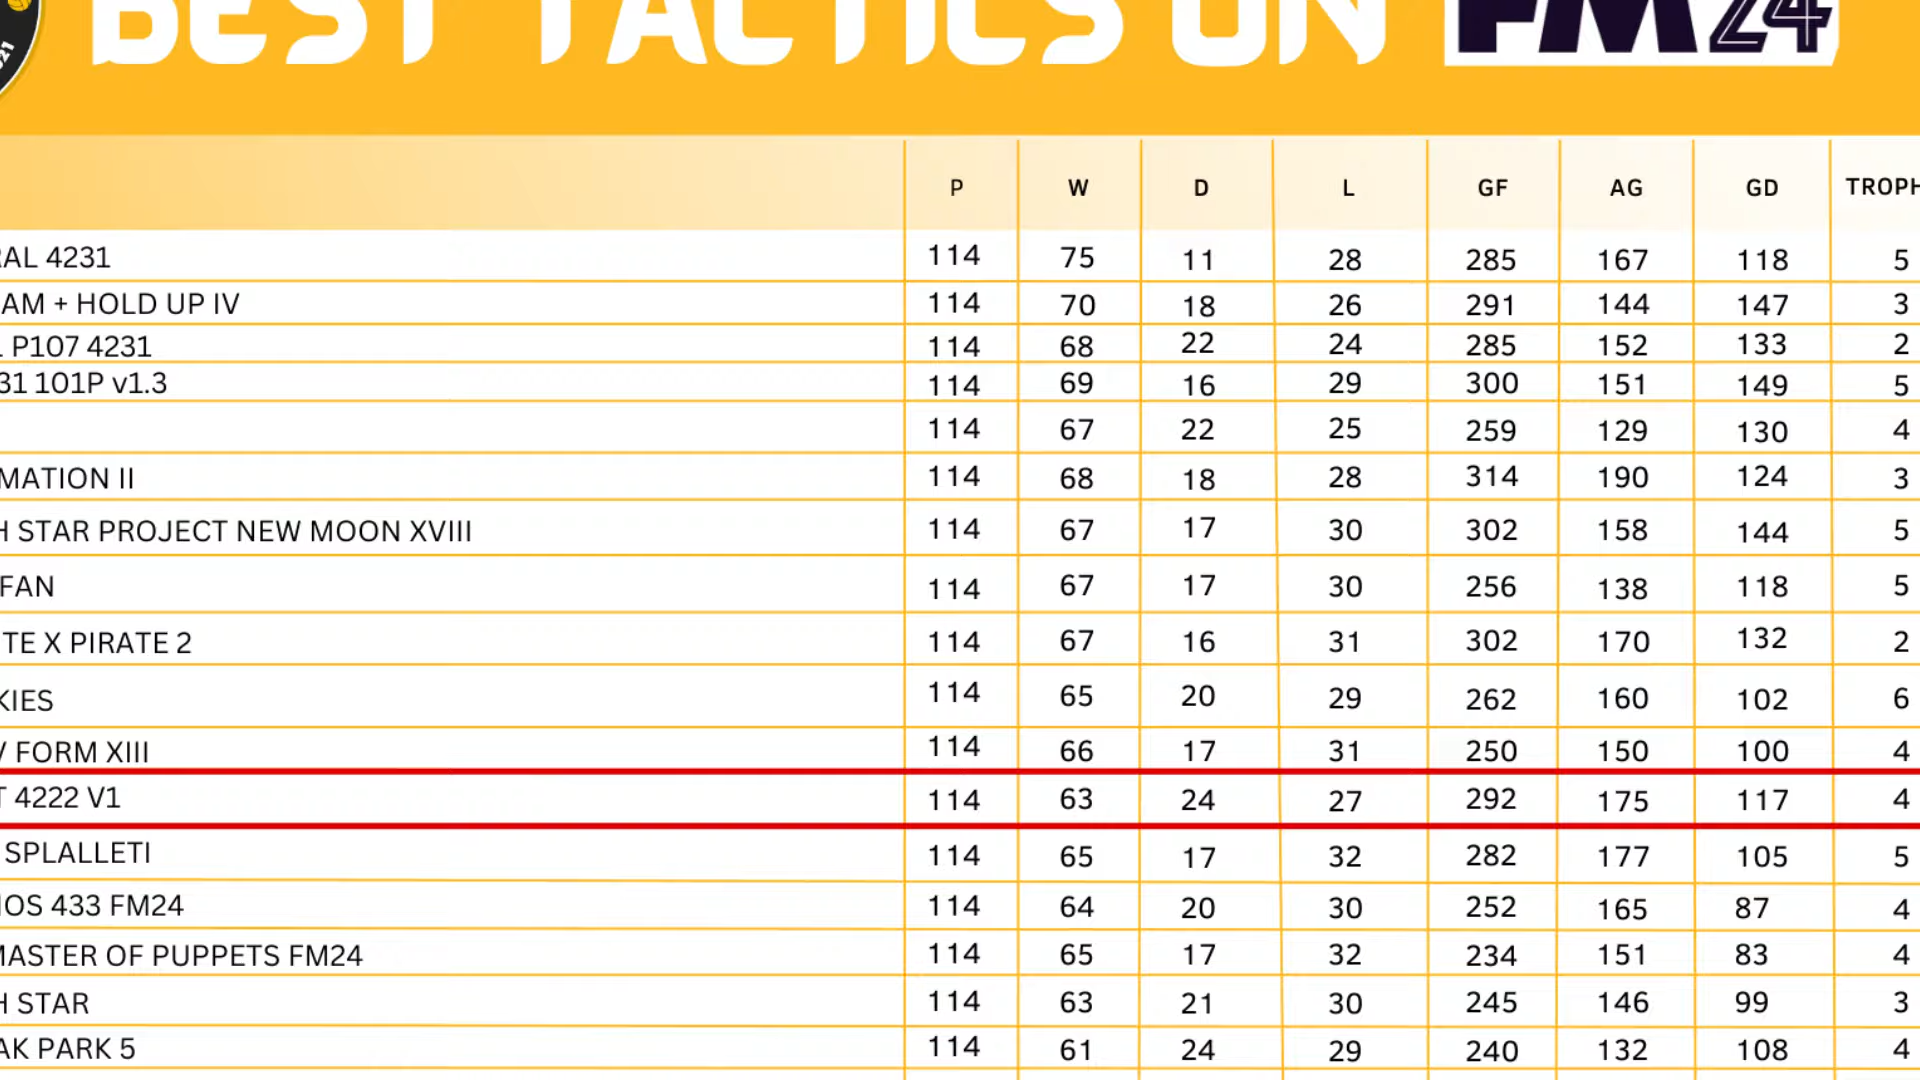 BEST TACTICS ON FM24
P W D L GF AG GD TROPH
RAL 4231 114 75 11 28 285 167 118 5
AM + HOLD UP IV 114 70 18 26 291 144 147 3
P107 4231 114 68 22 24 285 152 133 2
31 101P v1.3 114 69 16 29 300 151 149 5
114 67 22 25 259 129 130 4
MATION II 114 68 18 28 314 190 124 3
H STAR PROJECT NEW MOON XVIII 114 67 17 30 302 158 144 5
FAN 114 67 17 30 256 138 118 5
TE X PIRATE 2 114 67 16 31 302 170 132 2
KIES 114 65 20 29 262 160 102 6
FORM XIII 114 66 17 31 250 150 100 4
T 4222 V1 114 63 24 27 292 175 117 4
SPLALLETI 114 65 17 32 282 177 105 5
IOS 433 FM24 114 64 20 30 252 165 87 4
MASTER OF PUPPETS FM24 114 65 17 32 234 151 83 4
H STAR 114 63 21 30 245 146 99 3
AK PARK 5 114 61 24 29 240 132 108 4